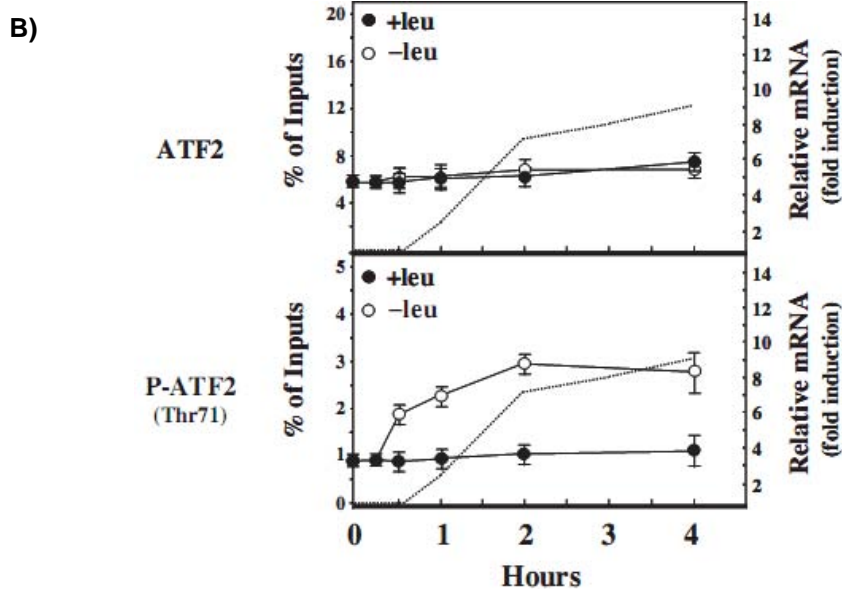 B)
ATF2
% of Inputs
20
16
12
8
4
+leu
−leu
14
12
10
8
6
4
2
Relative mRNA
(fold induction)
P-ATF2
(Thr71)
% of Inputs
5
4
3
2
1
0
+leu
−leu
14
12
10
8
6
4
2
Relative mRNA
(fold induction)
0 1 2 3 4
Hours